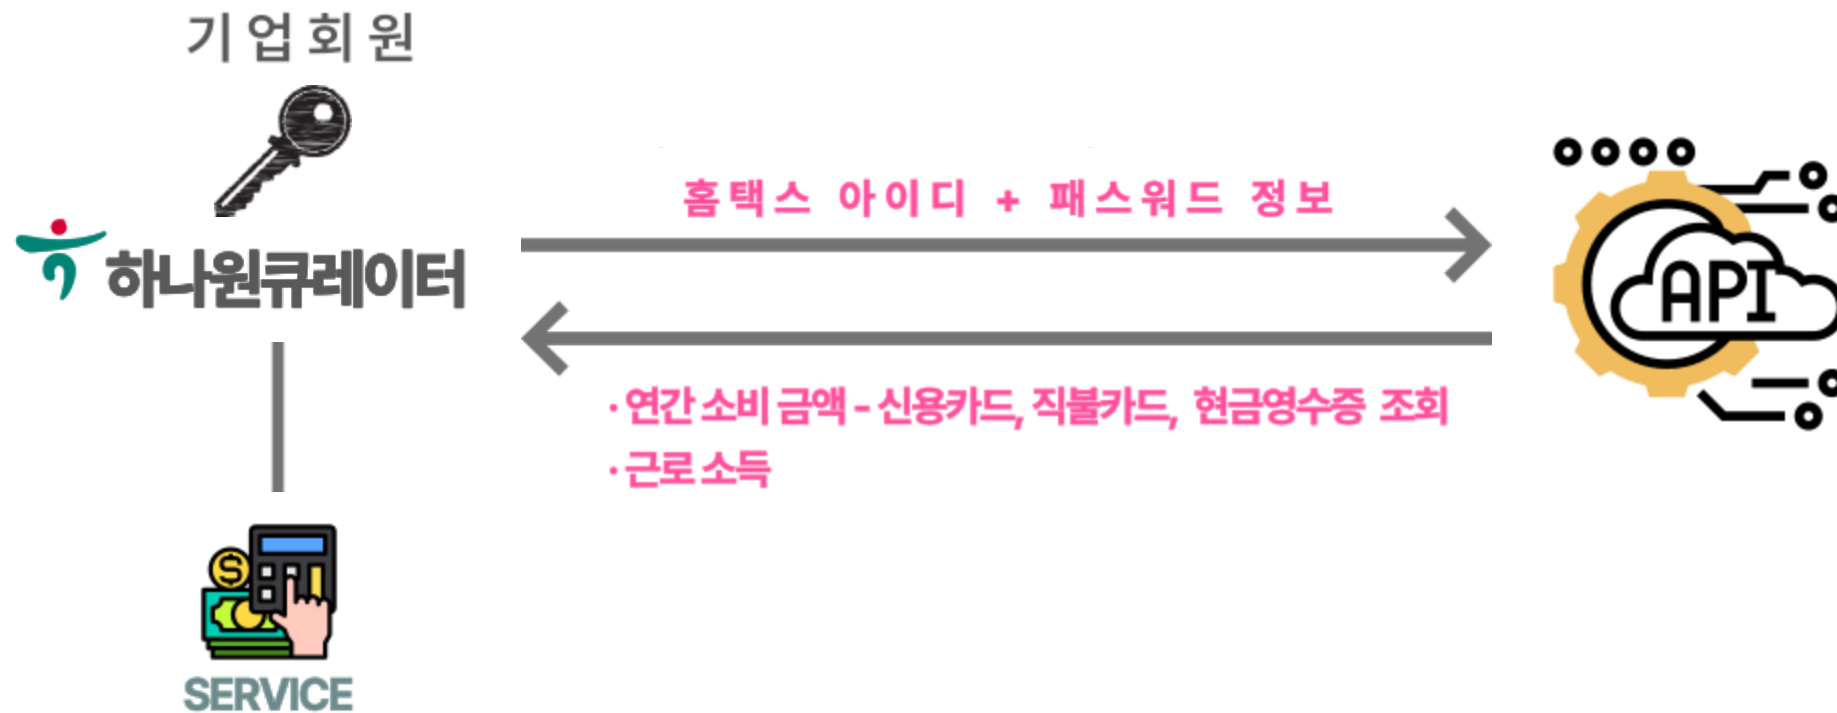 기업회원
하나원큐레이터
홈택스 아이디 + 패스워드 정보
API
· 연간 소비 금액 - 신용카드, 직불카드, 현금영수증 조회
· 근로 소득
$
SERVICE